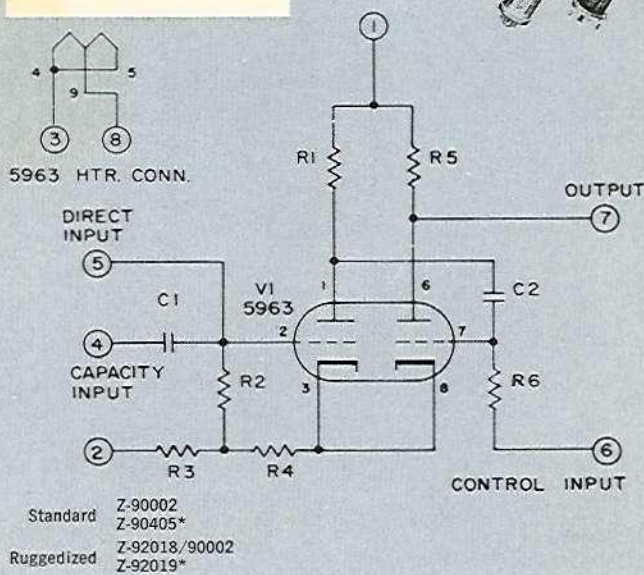 1
4 5
9
3 8
5963 HTR. CONN.
R1 R5
OUTPUT
7
DIRECT
INPUT
5
C1
V1
5963
1 6
C2
2 7
4
CAPACITY
INPUT
R2
3 8
R6
2
R3 R4
6
CONTROL INPUT
Standard Z-90002
Z-90405*
Ruggedized Z-92018/90002
Z-92019*